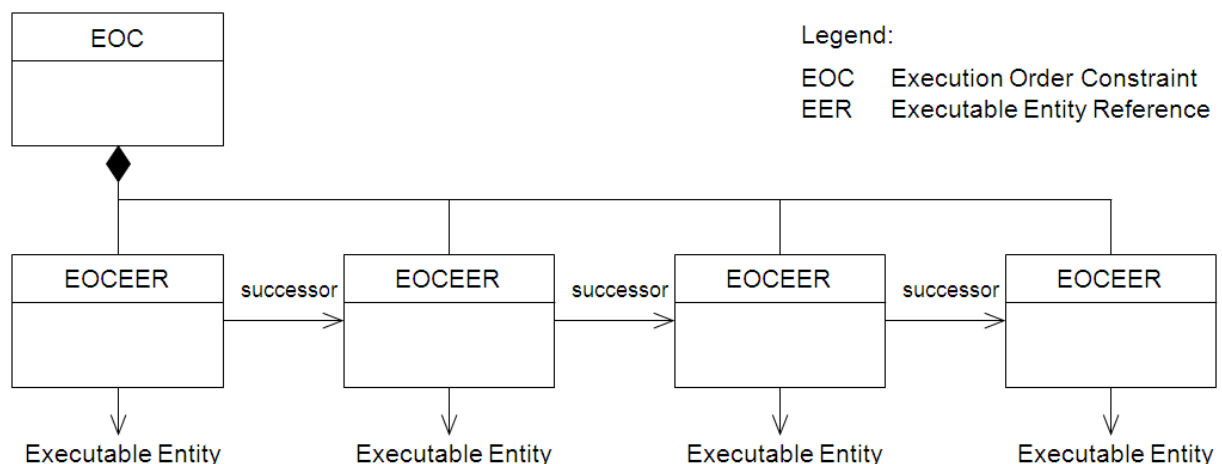 EOC
Legend:
EOC Execution Order Constraint
EER Executable Entity Reference
EOCEER
successor
EOCEER
successor
EOCEER
successor
EOCEER
Executable Entity
Executable Entity
Executable Entity
Executable Entity